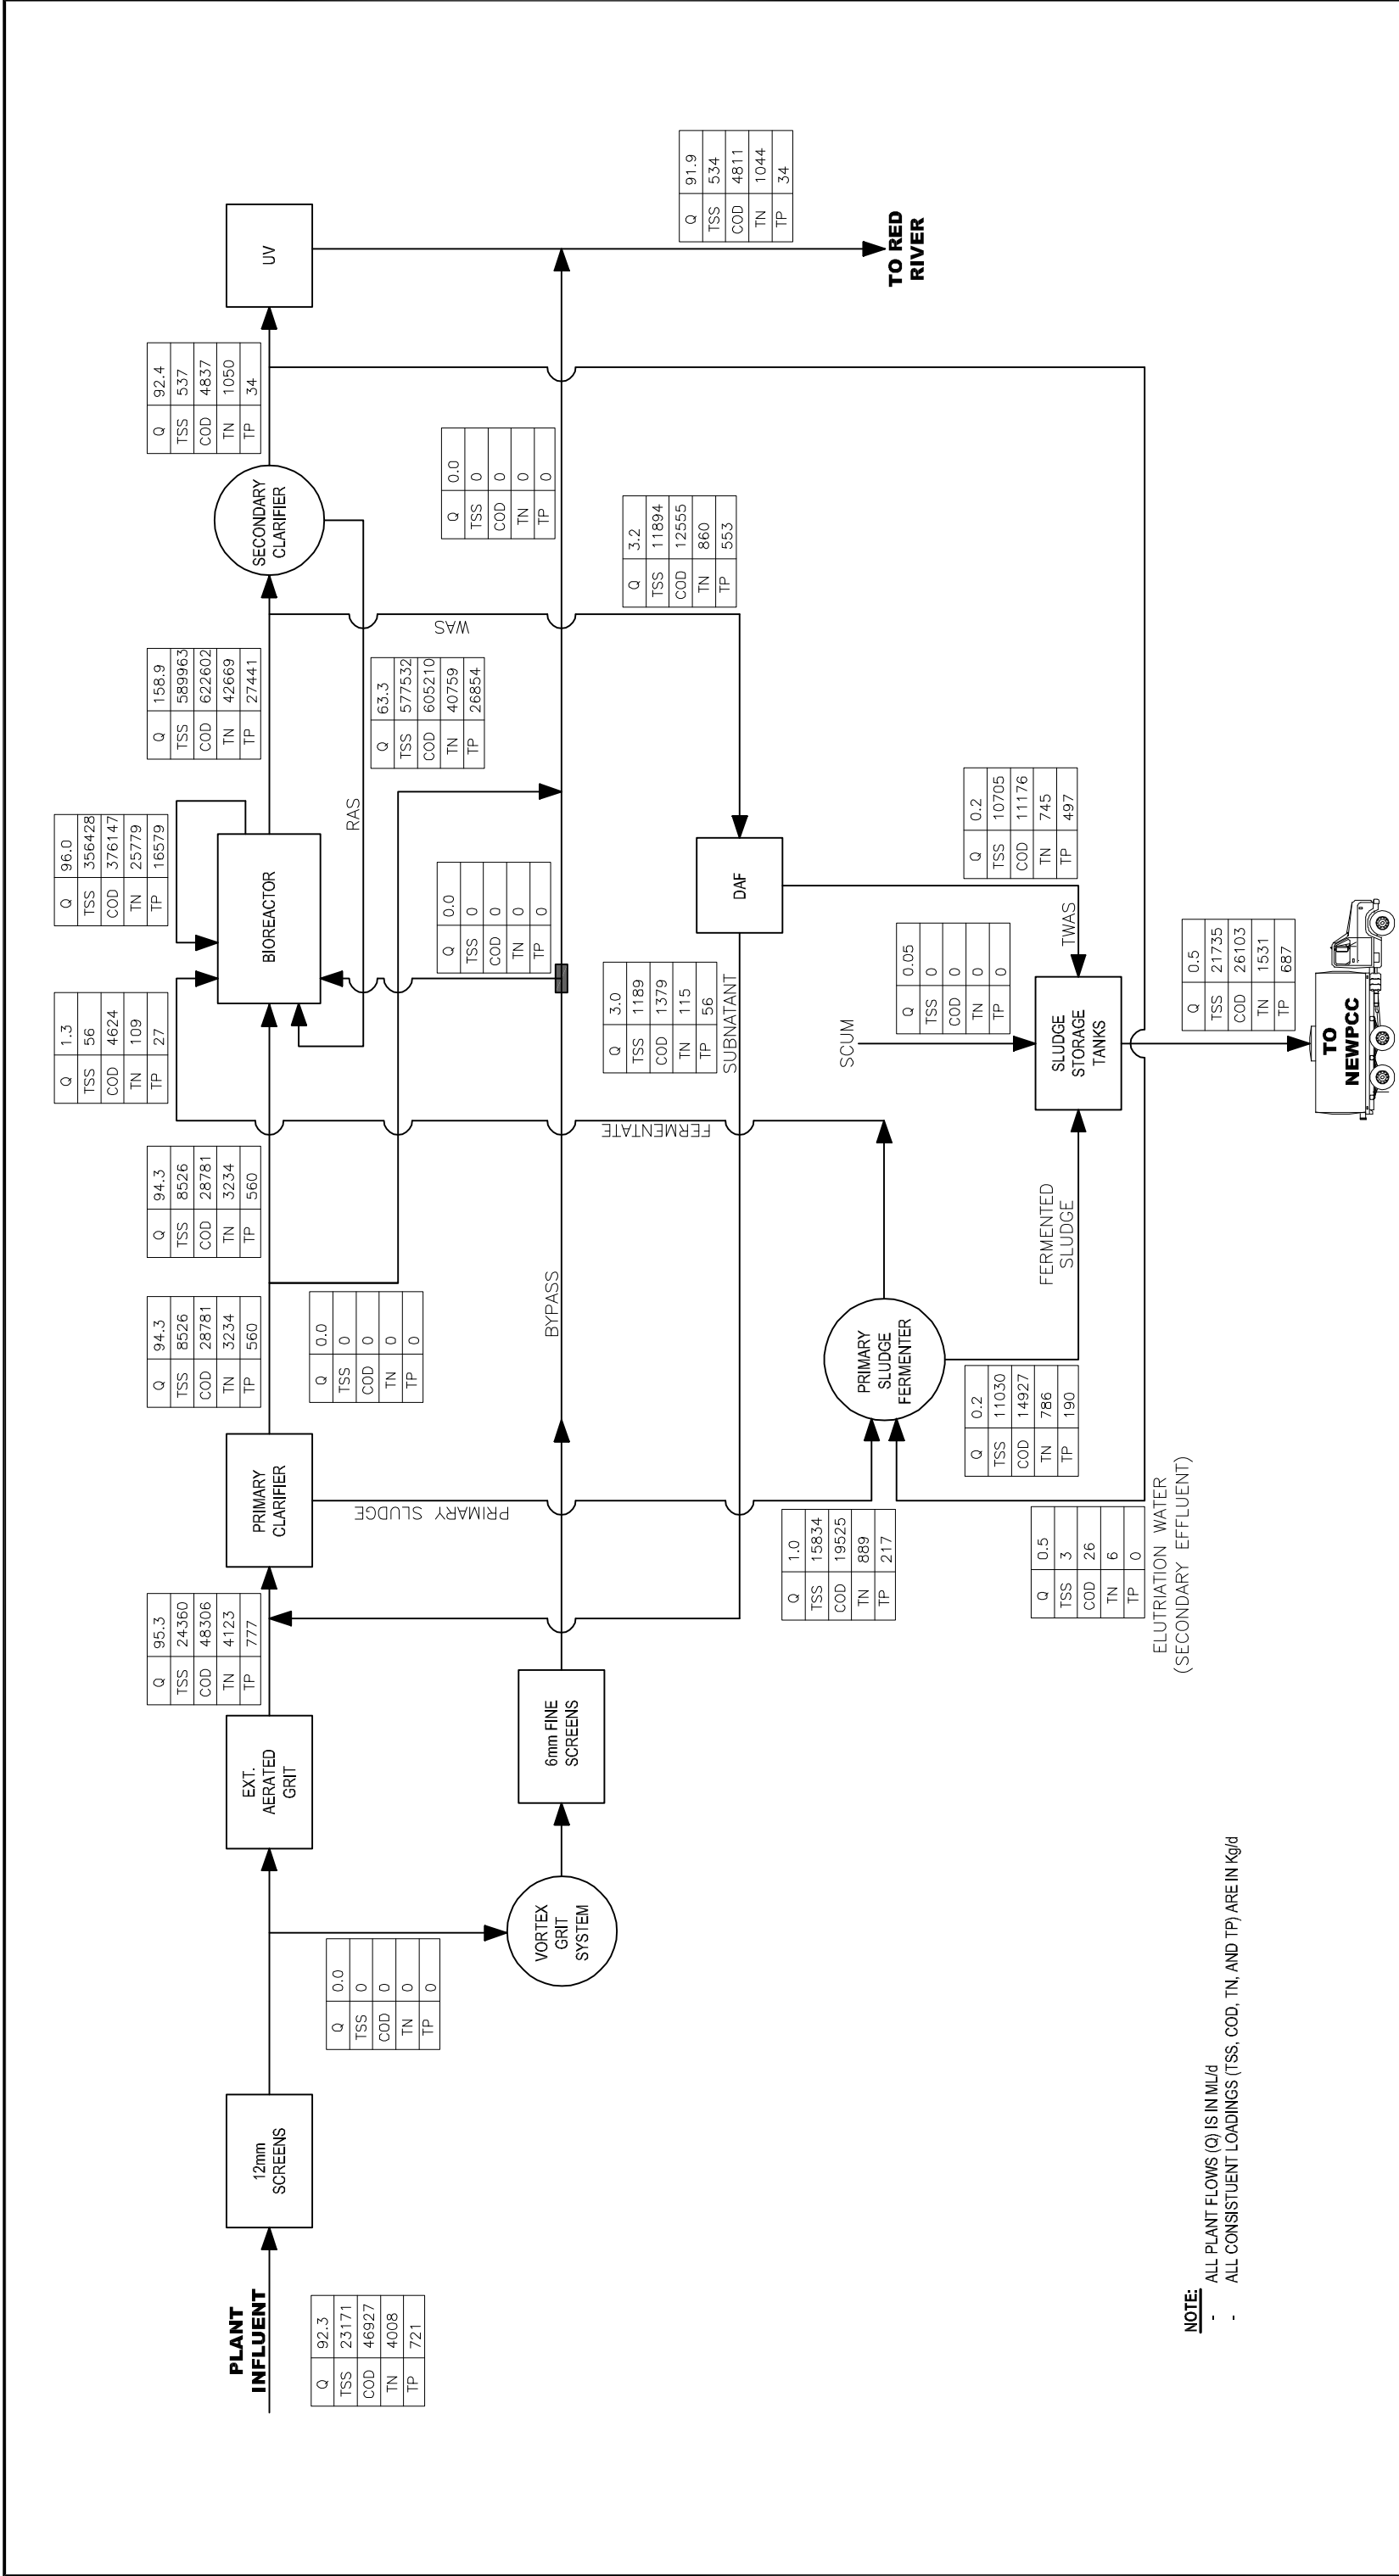 PLANT
INFLUENT
Q 92.3
TSS 23171
COD 46927
TN 4008
TP 721
12mm
SCREENS
Q 0.0
TSS 0
COD 0
TN 0
TP 0
VORTEX
GRIT
SYSTEM
EXT.
AERATED
GRIT
6mm FINE
SCREENS
Q 95.3
TSS 24360
COD 48306
TN 4123
TP 777
PRIMARY
CLARIFIER
PRIMARY SLUDGE
Q 94.3
TSS 8526
COD 28781
TN 3234
TP 560
Q 0.0
TSS 0
COD 0
TN 0
TP 0
BYPASS
Q 94.3
TSS 8526
COD 28781
TN 3234
TP 560
Q 1.3
TSS 56
COD 4624
TN 109
TP 27
FERMENTATE
Q 96.0
TSS 356428
COD 376147
TN 25779
TP 16579
BIOREACTOR
RAS
Q 0.0
TSS 0
COD 0
TN 0
TP 0
Q 158.9
TSS 589963
COD 622602
TN 42669
TP 27441
Q 63.3
TSS 577532
COD 605210
TN 40759
TP 26854
WAS
SECONDARY
CLARIFIER
Q 92.4
TSS 537
COD 4837
TN 1050
TP 34
Q 0.0
TSS 0
COD 0
TN 0
TP 0
UV
Q 91.9
TSS 534
COD 4811
TN 1044
TP 34
TO RED
RIVER
Q 3.2
TSS 11894
COD 12555
TN 860
TP 553
DAF
Q 3.0
TSS 1189
COD 1379
TN 115
TP 56
SUBNATANT
Q 1.0
TSS 15834
COD 19525
TN 889
TP 217
PRIMARY
SLUDGE
FERMENTER
Q 0.2
TSS 11030
COD 14927
TN 786
TP 190
FERMENTED
SLUDGE
SCUM
Q 0.05
TSS 0
COD 0
TN 0
TP 0
Q 0.2
TSS 10705
COD 11176
TN 745
TP 497
TWAS
SLUDGE
STORAGE
TANKS
Q 0.5
TSS 3
COD 26
TN 6
TP 0
ELUTRIATION WATER
(SECONDARY EFFLUENT)
Q 0.5
TSS 21735
COD 26103
TN 1531
TP 687
TO
NEWPCC
NOTE:
- ALL PLANT FLOWS (Q) IS IN ML/d
- ALL CONSISTUENT LOADINGS (TSS, COD, TN, AND TP) ARE IN Kg/d